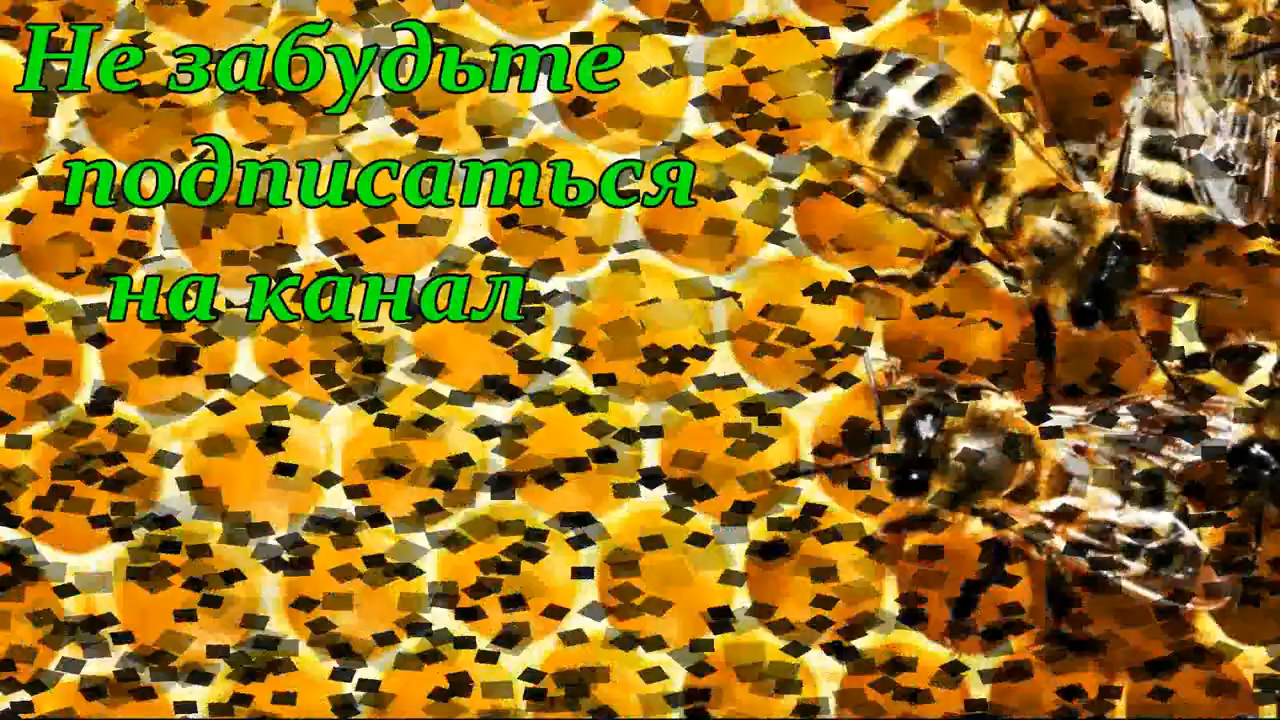 Не забудьте
подписаться
на канал